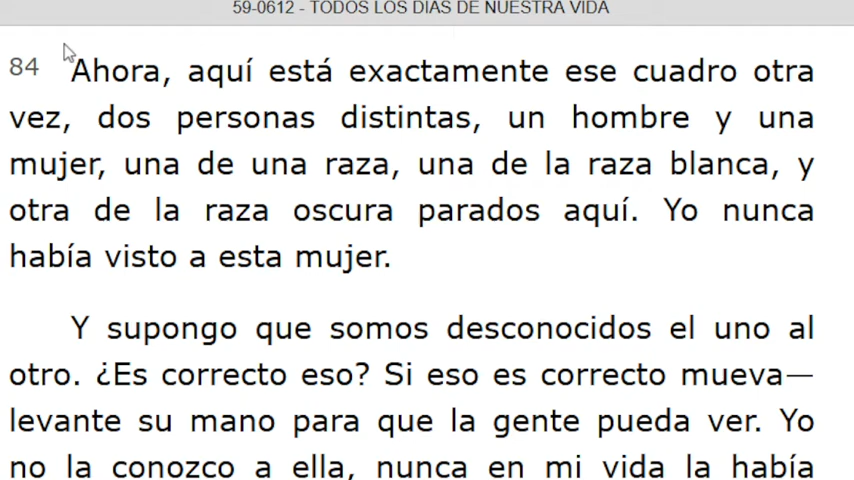 59-0612 - TODOS LOS DIAS DE NUESTRA VIDA
84 Ahora, aquí está exactamente ese cuadro otra
vez, dos personas distintas, un hombre y una
mujer, una de una raza, una de la raza blanca, y
otra de la raza oscura parados aquí. Yo nunca
había visto a esta mujer.
Y supongo que somos desconocidos el uno al
otro. ¿Es correcto eso? Si eso es correcto mueva—
levante su mano para que la gente pueda ver. Yo
no la conozco a ella, nunca en mi vida la había